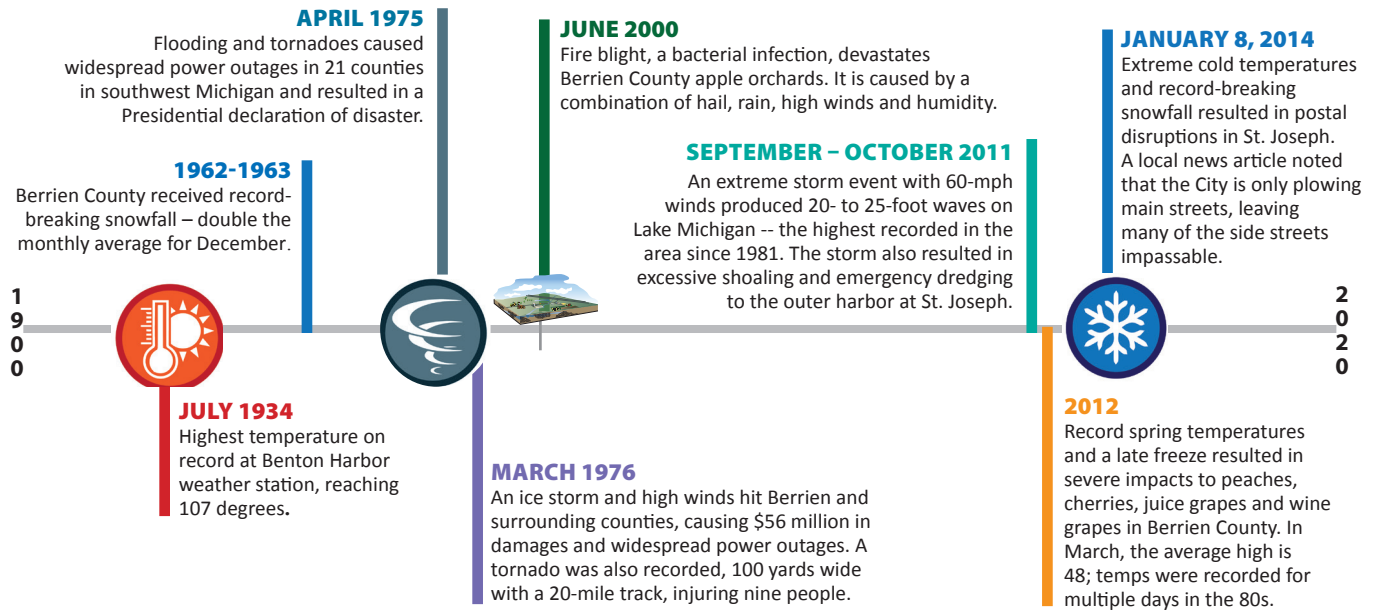 APRIL 1975
Flooding and tornadoes caused
widespread power outages in 21 counties
in southwest Michigan and resulted in a
Presidential declaration of disaster.
JUNE 2000
Fire blight, a bacterial infection, devastates
Berrien County apple orchards. It is caused by a
combination of hail, rain, high winds and humidity.
JANUARY 8, 2014
Extreme cold temperatures
and record-breaking
snowfall resulted in postal
disruptions in St. Joseph.
A local news article noted
that the City is only plowing
main streets, leaving
many of the side streets
impassable.
1962-1963
Berrien County received record-
breaking snowfall – double the
monthly average for December.
SEPTEMBER – OCTOBER 2011
An extreme storm event with 60-mph
winds produced 20- to 25-foot waves on
Lake Michigan -- the highest recorded in the
area since 1981. The storm also resulted in
excessive shoaling and emergency dredging
to the outer harbor at St. Joseph.
1
9
0
0
2
0
2
0
JULY 1934
Highest temperature on
record at Benton Harbor
weather station, reaching
107 degrees.
MARCH 1976
An ice storm and high winds hit Berrien and
surrounding counties, causing $56 million in
damages and widespread power outages. A
tornado was also recorded, 100 yards wide
with a 20-mile track, injuring nine people.
2012
Record spring temperatures
and a late freeze resulted in
severe impacts to peaches,
cherries, juice grapes and wine
grapes in Berrien County. In
March, the average high is
48; temps were recorded for
multiple days in the 80s.